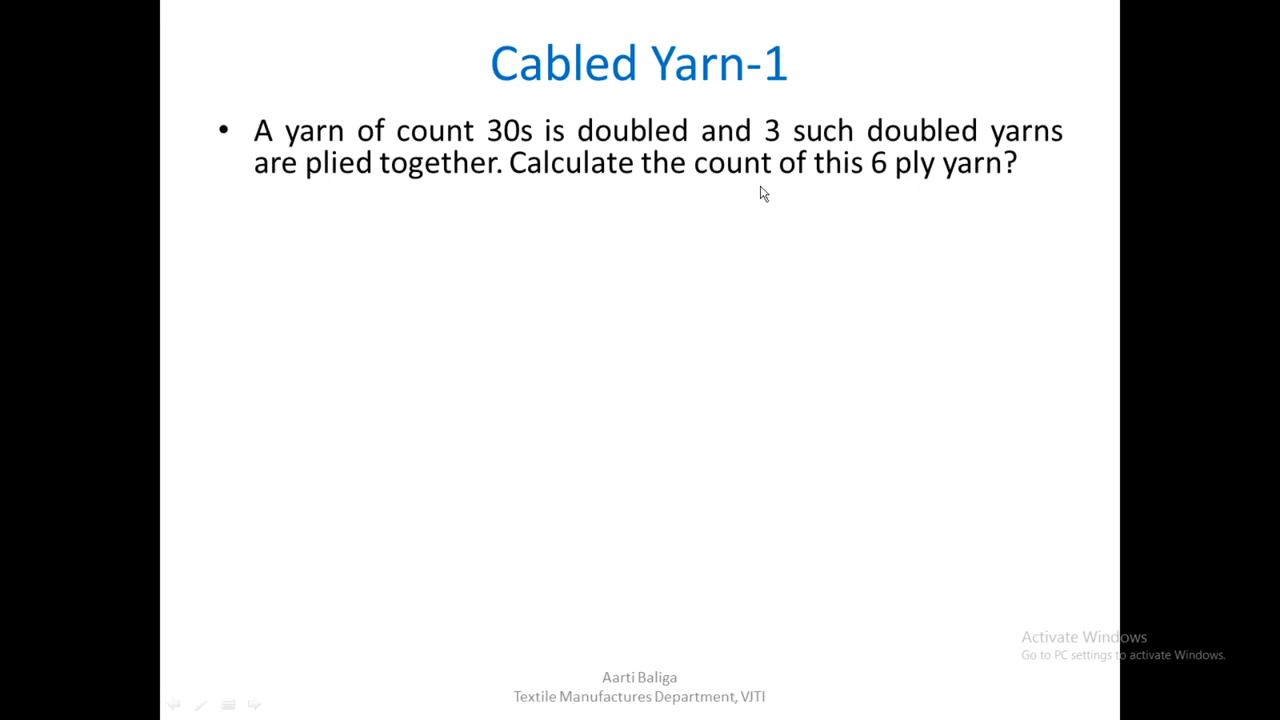 Cabled Yarn-1
• A yarn of count 30s is doubled and 3 such doubled yarns
are plied together. Calculate the count of this 6 ply yarn?
Activate Windows
Go to PC settings to activate Windows.
Aarti Baliga
Textile Manufactures Department, VJTI